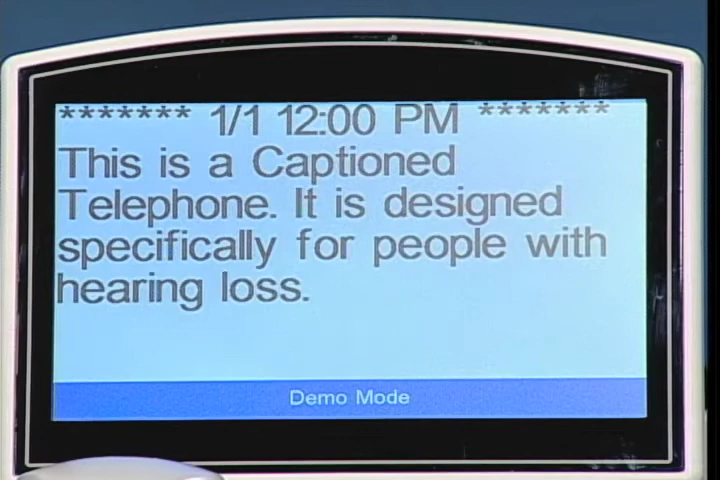 ******* 1/1 12:00 PM *******
This is a Captioned
Telephone. It is designed
specifically for people with
hearing loss.
Demo Mode